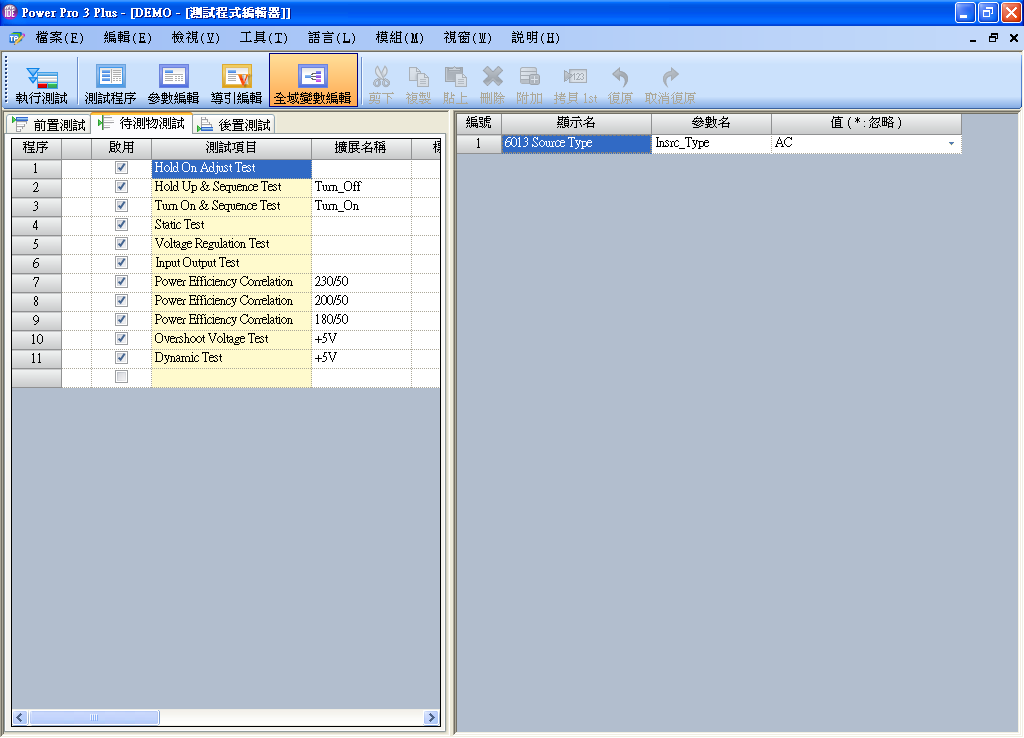 Power Pro 3 Plus - [DEMO - [測試程式編輯器]]
檔案(F) 編輯(E) 檢視(V) 工具(T) 語言(L) 模組(M) 視窗(W) 說明(H)
執行測試 測試程序 參數編輯 導引編輯 全域變數編輯 剪下 複製 貼上 刪除 附加 拷貝 1st 復原 取消復原
前置測試 待測物測試 後置測試
程序 啟用 測試項目 擴展名稱
1 Hold On Adjust Test
2 Hold Up & Sequence Test Turn_Off
3 Turn On & Sequence Test Turn_On
4 Static Test
5 Voltage Regulation Test
6 Input Output Test
7 Power Efficiency Correlation 230/50
8 Power Efficiency Correlation 200/50
9 Power Efficiency Correlation 180/50
10 Overshoot Voltage Test +5V
11 Dynamic Test +5V
編號 顯示名 參數名 值 ( * : 忽略 )
1 6013 Source Type Insrc_Type AC